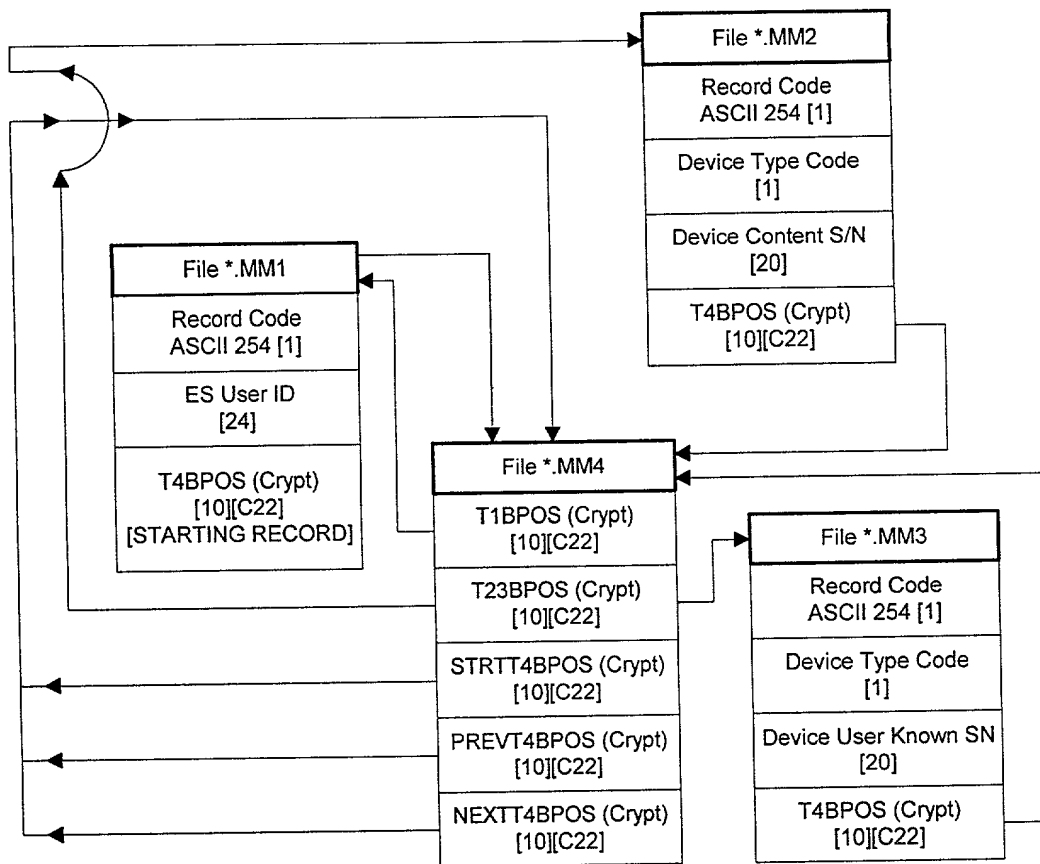 File *.MM2
Record Code
ASCII 254 [1]
Device Type Code
[1]
Device Content S/N
[20]
T4BPOS (Crypt)
[10][C22]
File *.MM1
Record Code
ASCII 254 [1]
ES User ID
[24]
T4BPOS (Crypt)
[10][C22]
[STARTING RECORD]
File *.MM4
T1BPOS (Crypt)
[10][C22]
T23BPOS (Crypt)
[10][C22]
STRTT4BPOS (Crypt)
[10][C22]
PREVT4BPOS (Crypt)
[10][C22]
NEXTT4BPOS (Crypt)
[10][C22]
File *.MM3
Record Code
ASCII 254 [1]
Device Type Code
[1]
Device User Known SN
[20]
T4BPOS (Crypt)
[10][C22]